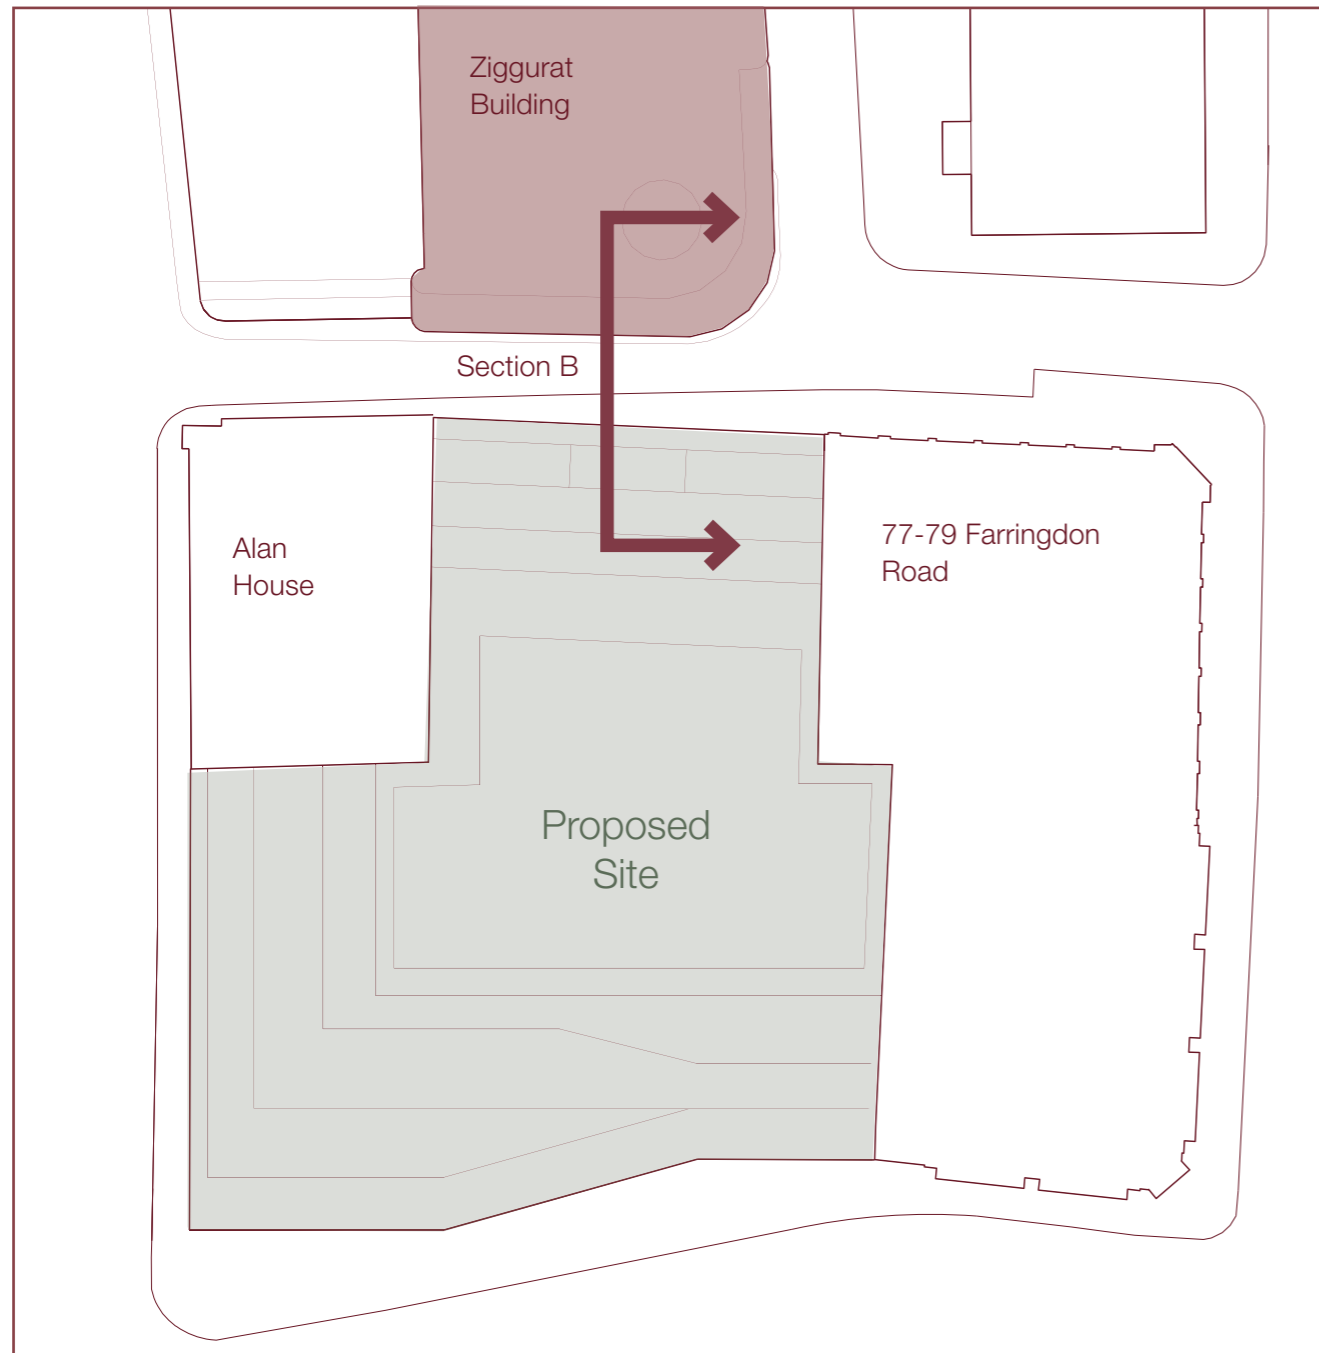 Ziggurat
Building
Section B
Alan
House
77-79 Farringdon
Road
Proposed
Site